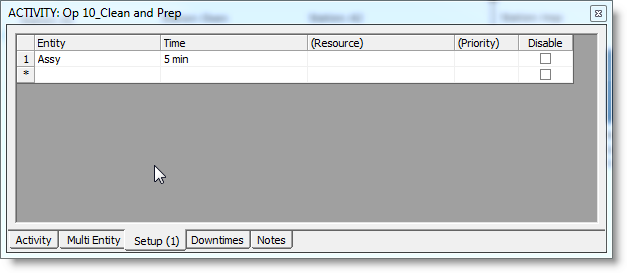 ACTIVITY: Op 10_Clean and Prep
Entity Time (Resource) (Priority) Disable
1 Assy 5 min
*
Activity Multi Entity Setup (1) Downtimes Notes